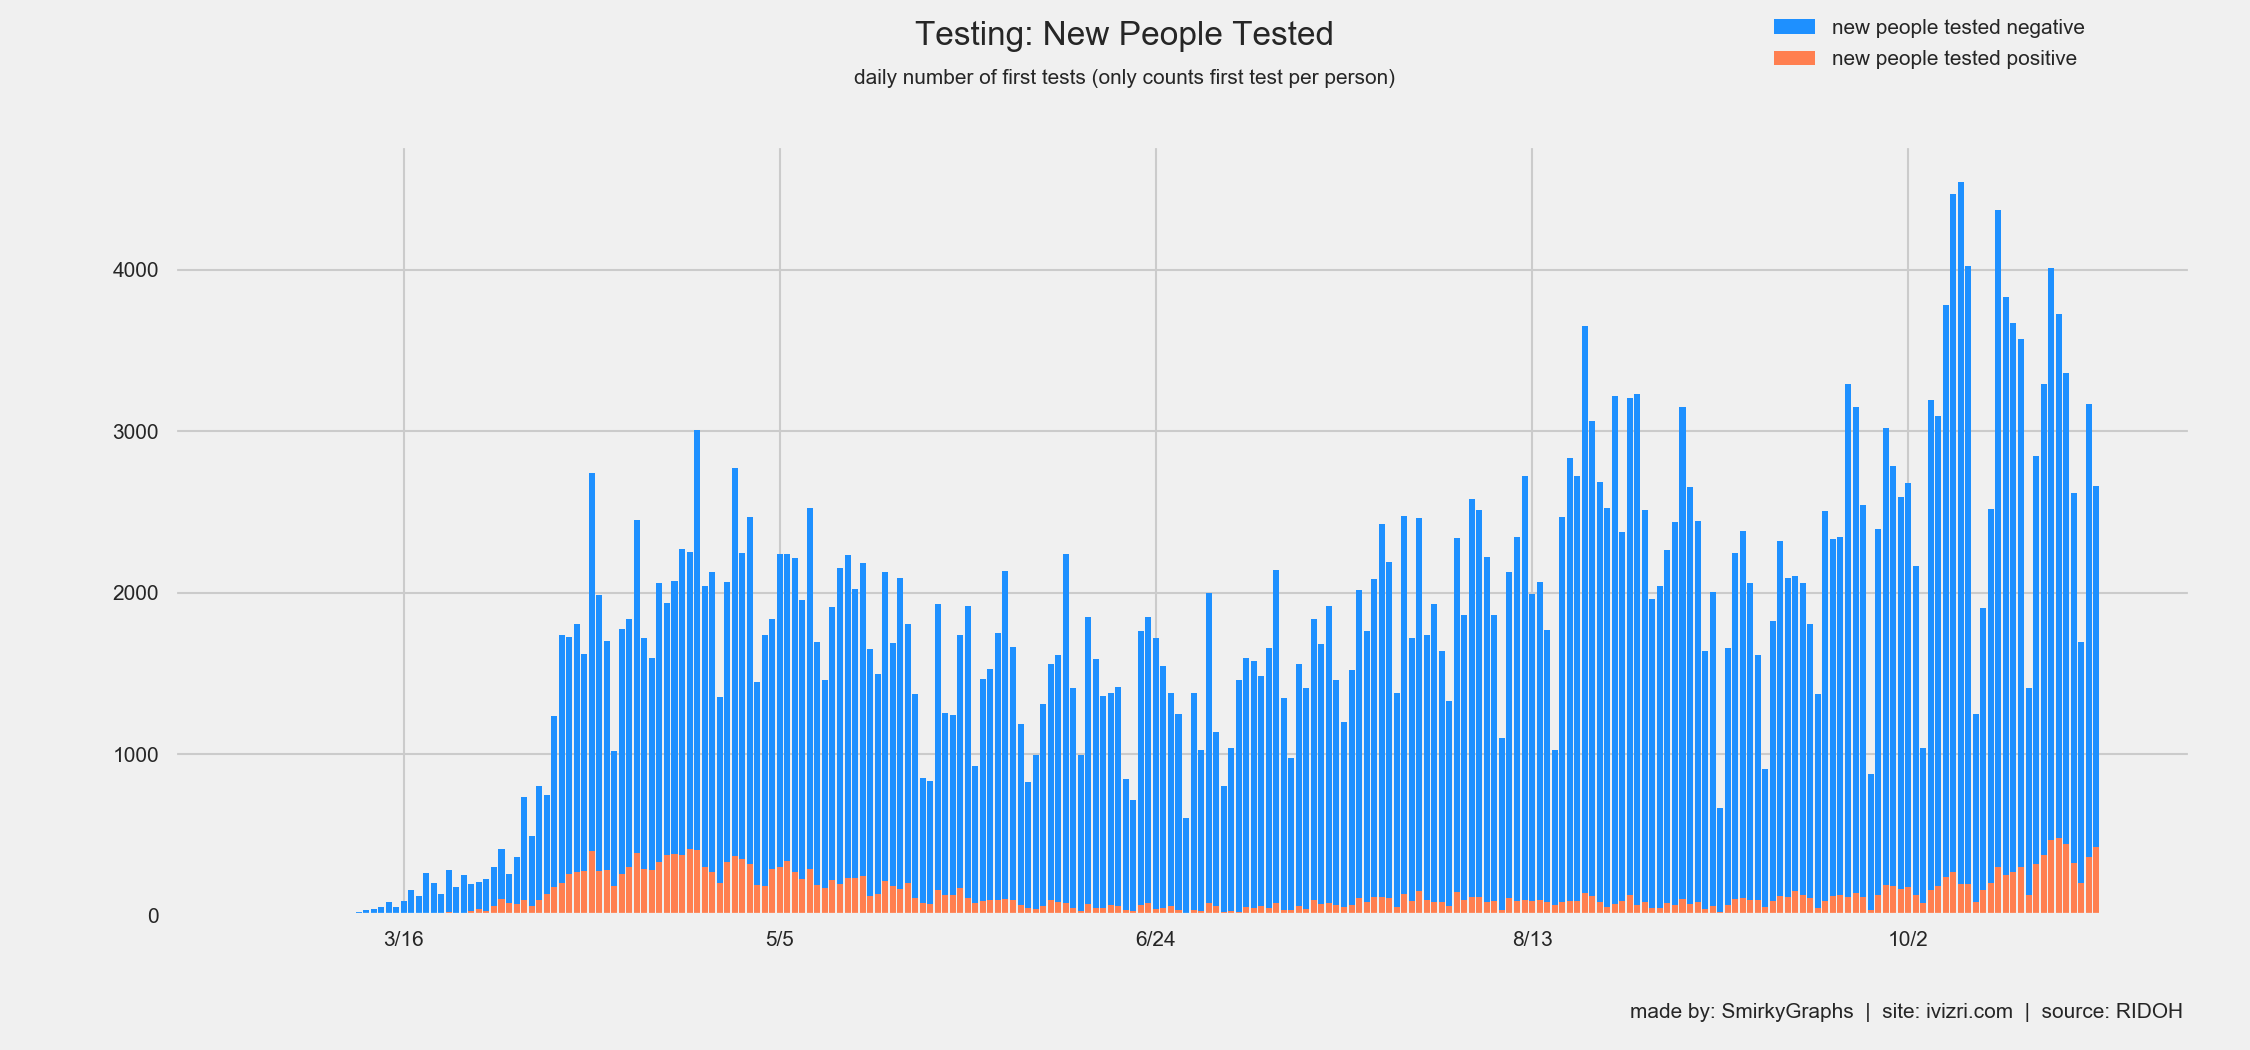 Testing: New People Tested
daily number of first tests (only counts first test per person)
new people tested negative
new people tested positive
4000
3000
2000
1000
0
3/16
5/5
6/24
8/13
10/2
made by: SmirkyGraphs | site: ivizri.com | source: RIDOH